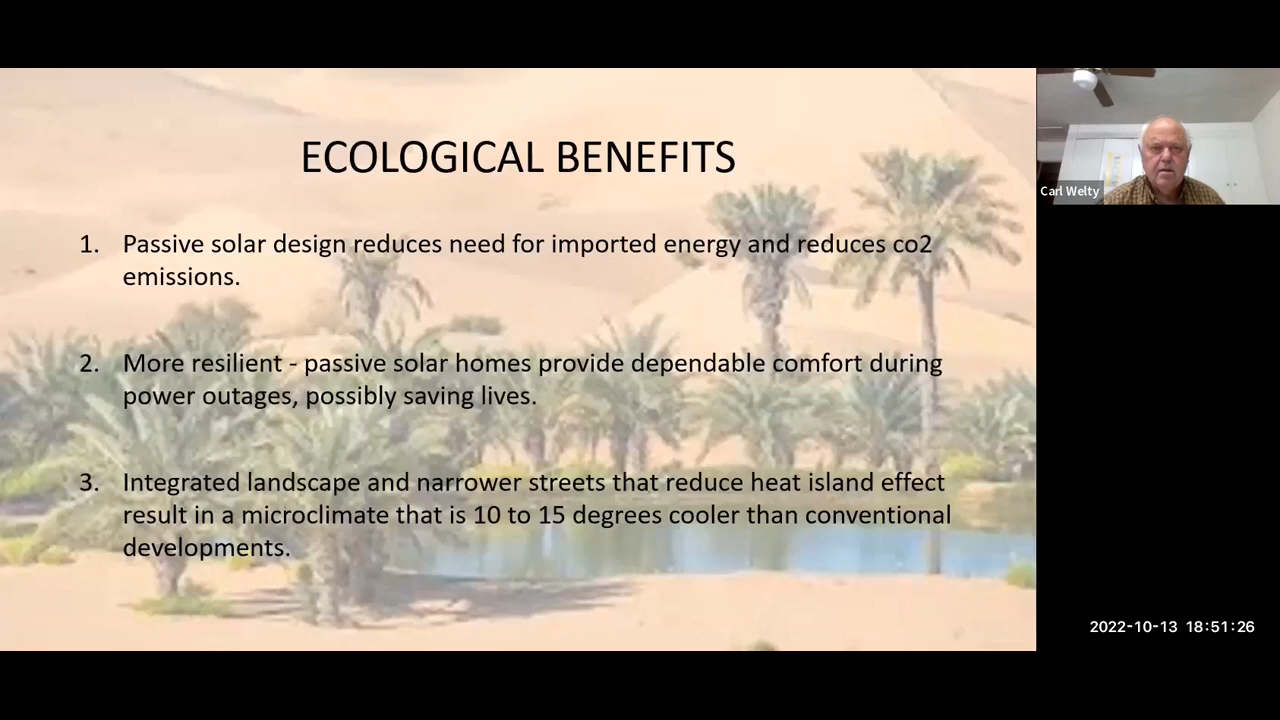 ECOLOGICAL BENEFITS
1. Passive solar design reduces need for imported energy and reduces co2
emissions.
2. More resilient - passive solar homes provide dependable comfort during
power outages, possibly saving lives.
3. Integrated landscape and narrower streets that reduce heat island effect
result in a microclimate that is 10 to 15 degrees cooler than conventional
developments.
Carl Welty
2022-10-13 18:51:26